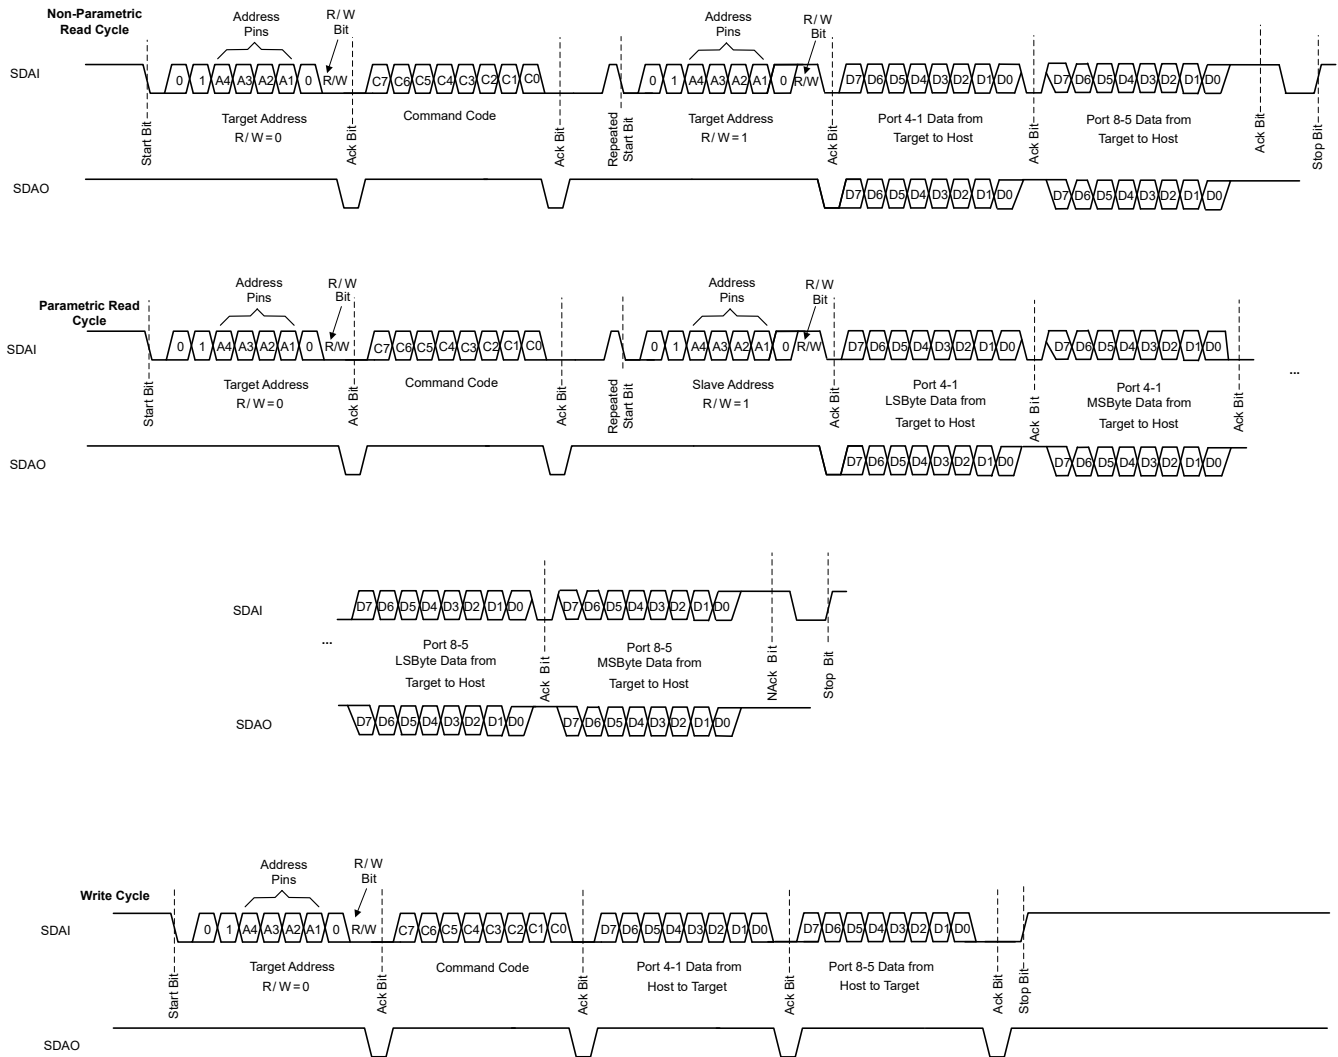 Non-Parametric
Read Cycle
Address
Pins
R/ W
Bit
Address
Pins
R/ W
Bit
SDAI
0 1 A4 A3 A2 A1 0 R/W
C7 C6 C5 C4 C3 C2 C1 C0
0 1 A4 A3 A2 A1 0 R/W
D7 D6 D5 D4 D3 D2 D1 D0
D7 D6 D5 D4 D3 D2 D1 D0
Start Bit
Target Address
R/ W=0
Ack Bit
Command Code
Ack Bit
Repeated
Start Bit
Target Address
R/ W=1
Ack Bit
Port 4-1 Data from
Target to Host
Ack Bit
Port 8-5 Data from
Target to Host
Ack Bit
Stop Bit
SDAO
D7 D6 D5 D4 D3 D2 D1 D0
D7 D6 D5 D4 D3 D2 D1 D0
Parametric Read
Cycle
Address
Pins
R/ W
Bit
Address
Pins
R/ W
Bit
SDAI
0 1 A4 A3 A2 A1 0 R/W
C7 C6 C5 C4 C3 C2 C1 C0
0 1 A4 A3 A2 A1 0 R/W
D7 D6 D5 D4 D3 D2 D1 D0
D7 D6 D5 D4 D3 D2 D1 D0
...
Start Bit
Target Address
R/ W=0
Ack Bit
Command Code
Ack Bit
Repeated
Start Bit
Slave Address
R/ W=1
Ack Bit
Port 4-1
LSByte Data from
Target to Host
Ack Bit
Port 4-1
MSByte Data from
Target to Host
Ack Bit
SDAO
D7 D6 D5 D4 D3 D2 D1 D0
D7 D6 D5 D4 D3 D2 D1 D0
SDAI
D7 D6 D5 D4 D3 D2 D1 D0
D7 D6 D5 D4 D3 D2 D1 D0
...
Port 8-5
LSByte Data from
Target to Host
Ack Bit
Port 8-5
MSByte Data from
Target to Host
NAck Bit
Stop Bit
SDAO
D7 D6 D5 D4 D3 D2 D1 D0
D7 D6 D5 D4 D3 D2 D1 D0
Write Cycle
Address
Pins
R/ W
Bit
SDAI
0 1 A4 A3 A2 A1 0 R/W
C7 C6 C5 C4 C3 C2 C1 C0
D7 D6 D5 D4 D3 D2 D1 D0
D7 D6 D5 D4 D3 D2 D1 D0
Start Bit
Target Address
R/ W=0
Ack Bit
Command Code
Ack Bit
Port 4-1 Data from
Host to Target
Ack Bit
Port 8-5 Data from
Host to Target
Ack Bit
Stop Bit
SDAO